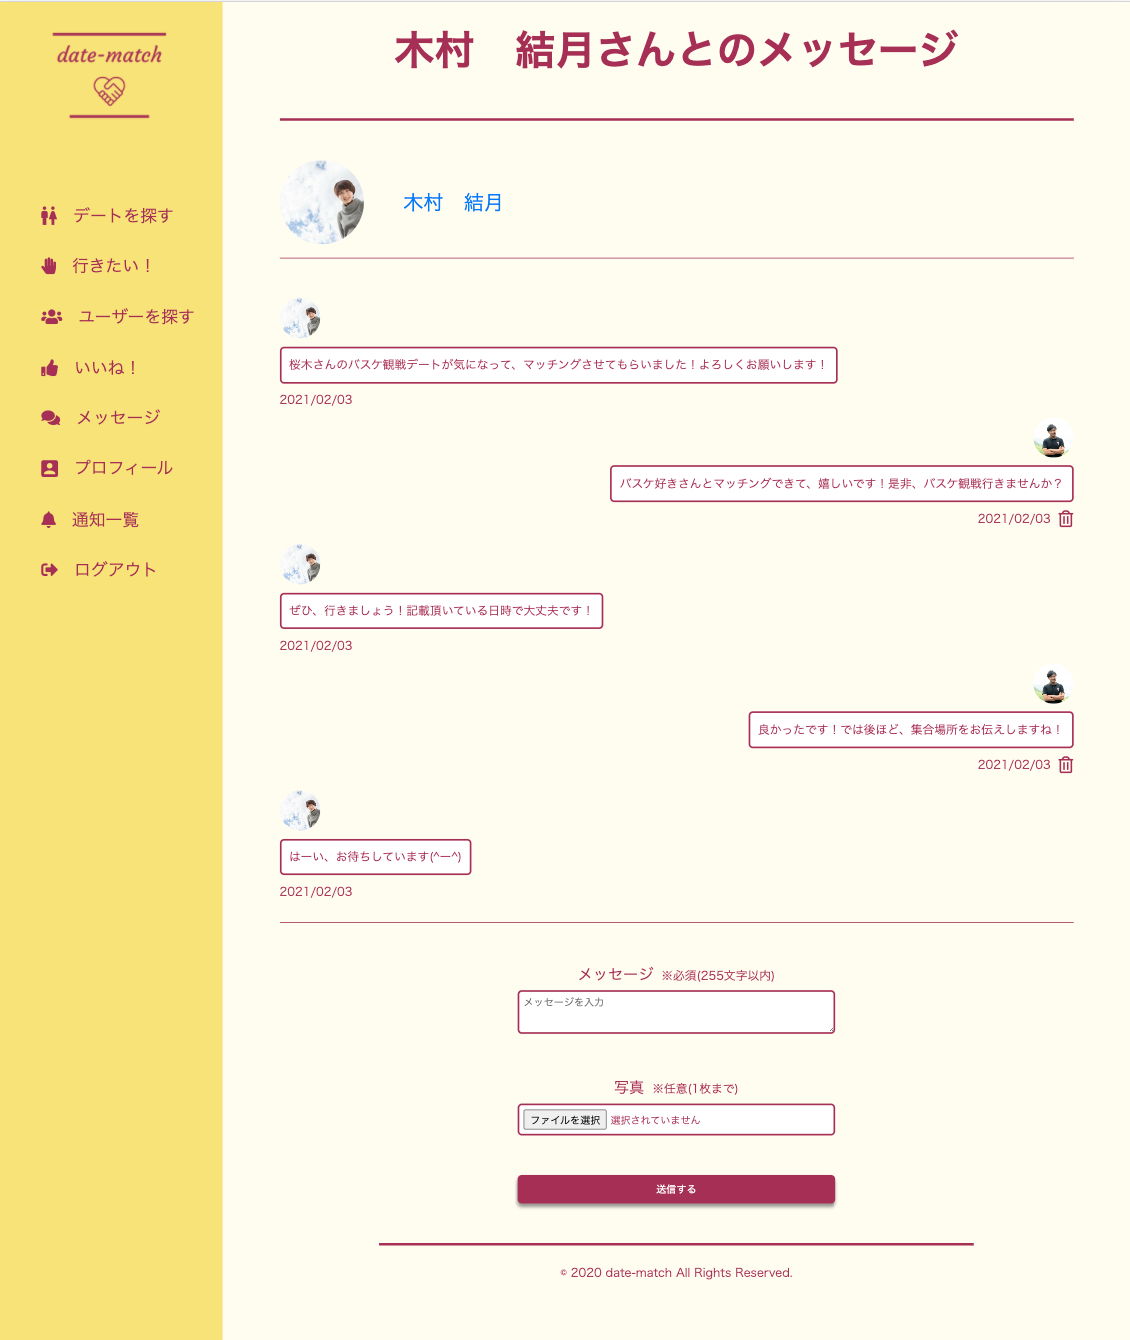 date-match
デートを探す
行きたい！
ユーザーを探す
いいね！
メッセージ
プロフィール
通知一覧
ログアウト
木村　結月さんとのメッセージ
木村　結月
桜木さんのバスケ観戦デートが気になって、マッチングさせてもらいました！よろしくお願いします！
2021/02/03
バスケ好きさんとマッチングできて、嬉しいです！是非、バスケ観戦行きませんか？
2021/02/03
ぜひ、行きましょう！記載頂いている日時で大丈夫です！
2021/02/03
良かったです！では後ほど、集合場所をお伝えしますね！
2021/02/03
はーい、お待ちしています(^ー^)
2021/02/03
メッセージ ※必須(255文字以内)
メッセージを入力
写真 ※任意(1枚まで)
ファイルを選択 選択されていません
送信する
© 2020 date-match All Rights Reserved.